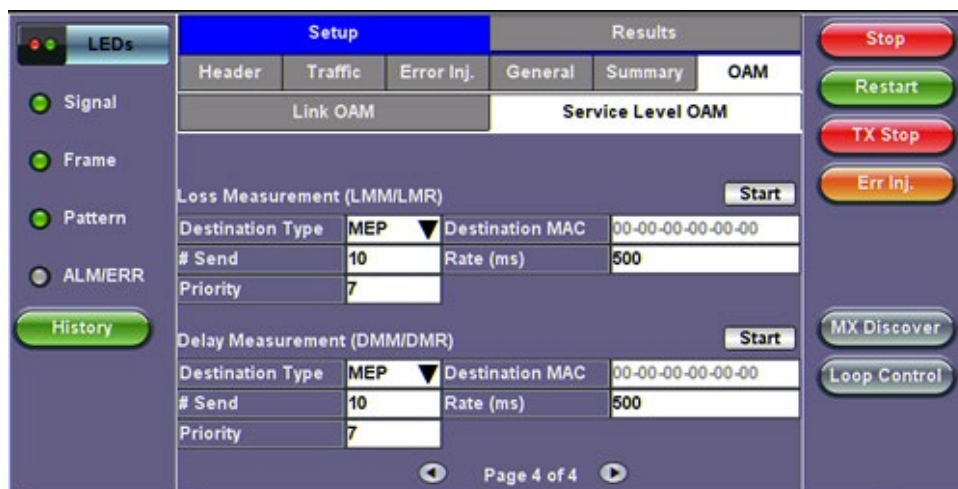 LEDs
Signal
Frame
Pattern
ALM/ERR
History
Setup Results
Header Traffic Error Inj. General Summary OAM
Link OAM Service Level OAM
Loss Measurement (LMM/LMR) Start
Destination Type MEP Destination MAC 00-00-00-00-00-00
# Send 10 Rate (ms) 500
Priority 7
Delay Measurement (DMM/DMR) Start
Destination Type MEP Destination MAC 00-00-00-00-00-00
# Send 10 Rate (ms) 500
Priority 7
Page 4 of 4
Stop
Restart
TX Stop
Err Inj.
MX Discover
Loop Control